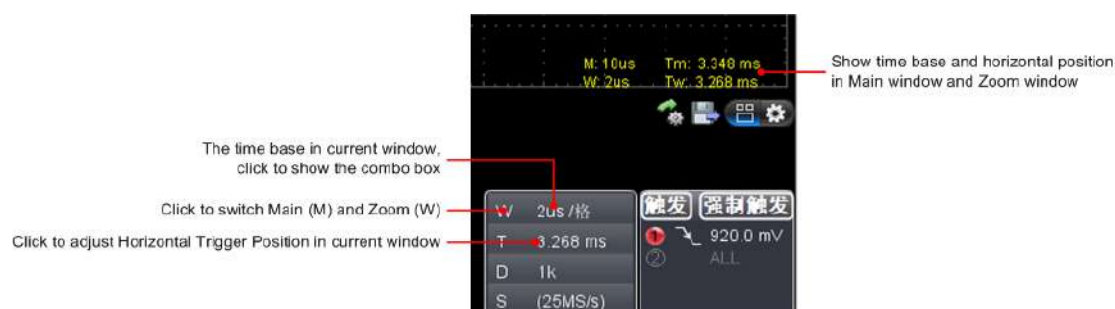 M: 10us Tm: 3.348 ms
W: 2us Tw: 3.268 ms
Show time base and horizontal position
in Main window and Zoom window
The time base in current window,
click to show the combo box
Click to switch Main (M) and Zoom (W)
Click to adjust Horizontal Trigger Position in current window
W 2us /格
T 3.268 ms
D 1k
S (25MS/s)
触发 强制触发
1 920.0 mV
2 ALL